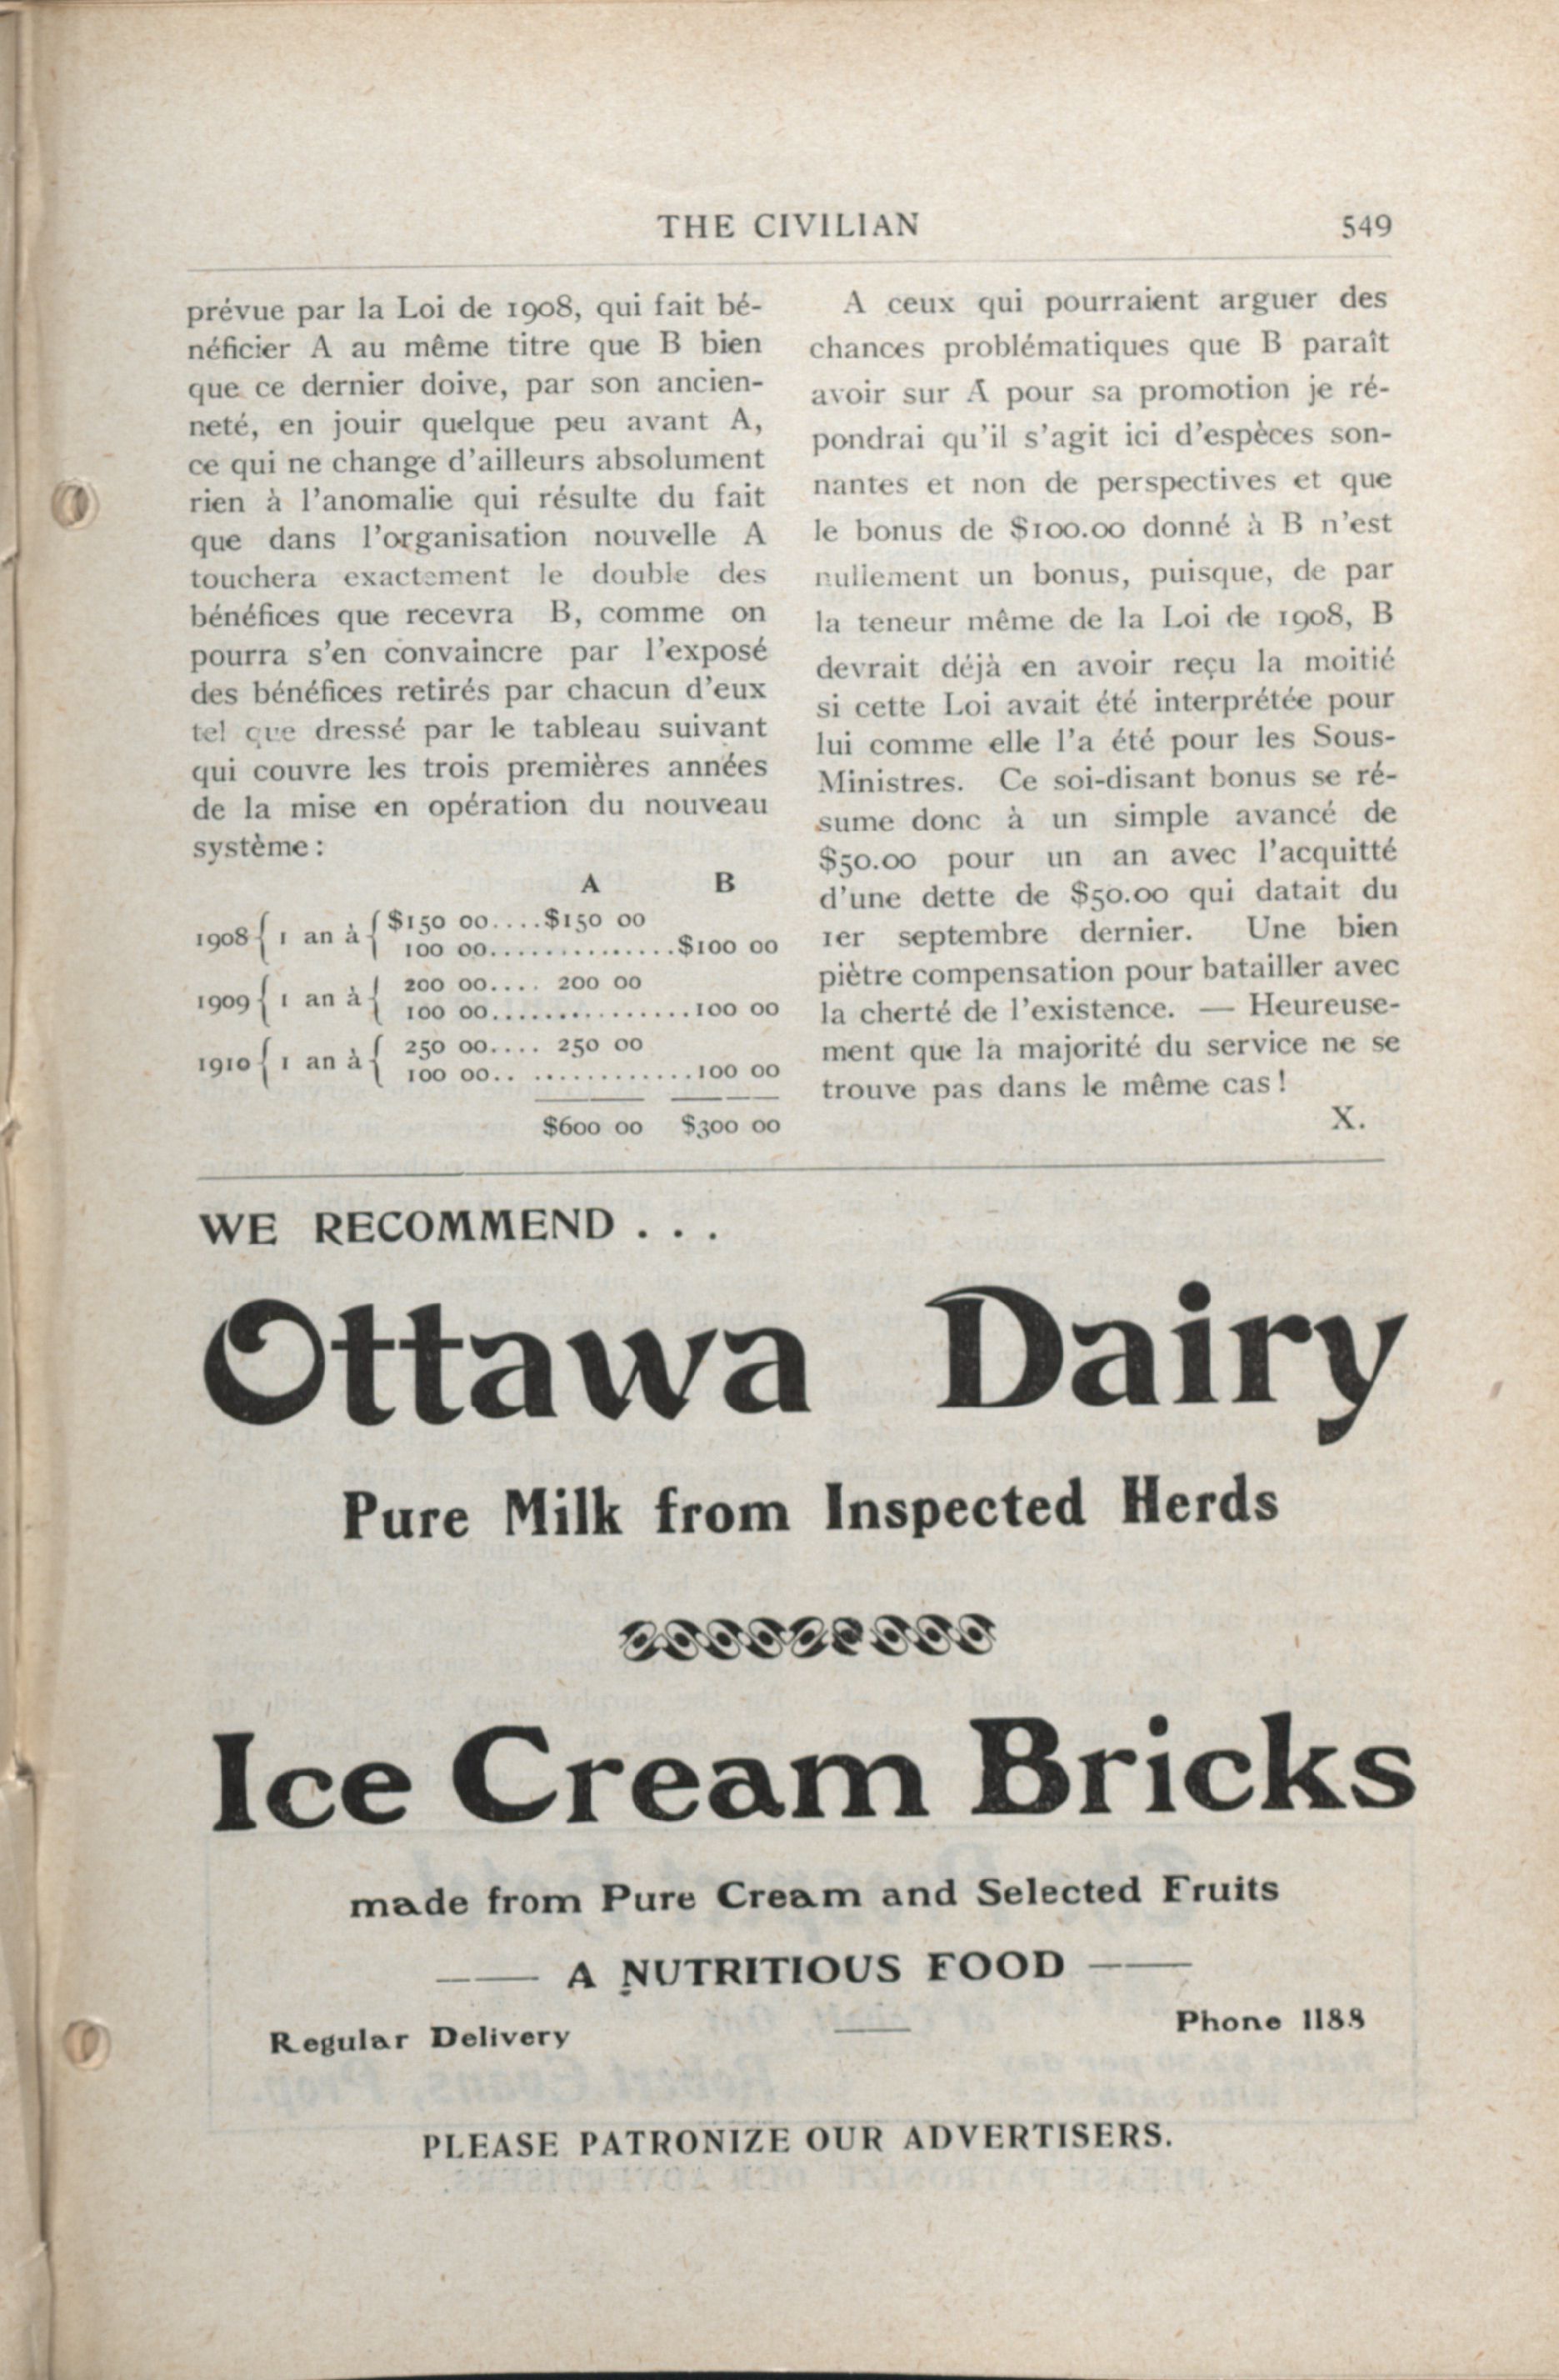 THE CIVILIAN 549
prévue par la Loi de 1908, qui fait bé-
néficier A au même titre que B bien
que ce dernier doive, par son ancien-
neté, en jouir quelque peu avant A,
ce qui ne change d'ailleurs absolument
rien à l'anomalie qui résulte du fait
que dans l'organisation nouvelle A
touchera exactement le double des
bénéfices que recevra B, comme on
pourra s'en convaincre par l'exposé
des bénéfices retirés par chacun d'eux
tel que dressé par le tableau suivant
qui couvre les trois premières années
de la mise en opération du nouveau
système :
A B
1908 { 1 an à { $150 00....$150 00
100 00..............$100 00
1909 { 1 an à { 200 00.... 200 00
100 00...............100 00
1910 { 1 an à { 250 00.... 250 00
100 00.. ............100 00
$600 00 $300 00
A ceux qui pourraient arguer des
chances problématiques que B paraît
avoir sur A pour sa promotion je ré-
pondrai qu'il s'agit ici d'espèces son-
nantes et non de perspectives et que
le bonus de $100.00 donné à B n'est
nullement un bonus, puisque, de par
la teneur même de la Loi de 1908, B
devrait déjà en avoir reçu la moitié
si cette Loi avait été interprétée pour
lui comme elle l'a été pour les Sous-
Ministres. Ce soi-disant bonus se ré-
sume donc à un simple avancé de
$50.00 pour un an avec l'acquitté
d'une dette de $50.00 qui datait du
1er septembre dernier. Une bien
piètre compensation pour batailler avec
la cherté de l'existence. — Heureuse-
ment que la majorité du service ne se
trouve pas dans le même cas !
X.
WE RECOMMEND . . .
Ottawa Dairy
Pure Milk from Inspected Herds
Ice Cream Bricks
made from Pure Cream and Selected Fruits
—— A NUTRITIOUS FOOD ——
Regular Delivery Phone 1188
PLEASE PATRONIZE OUR ADVERTISERS.